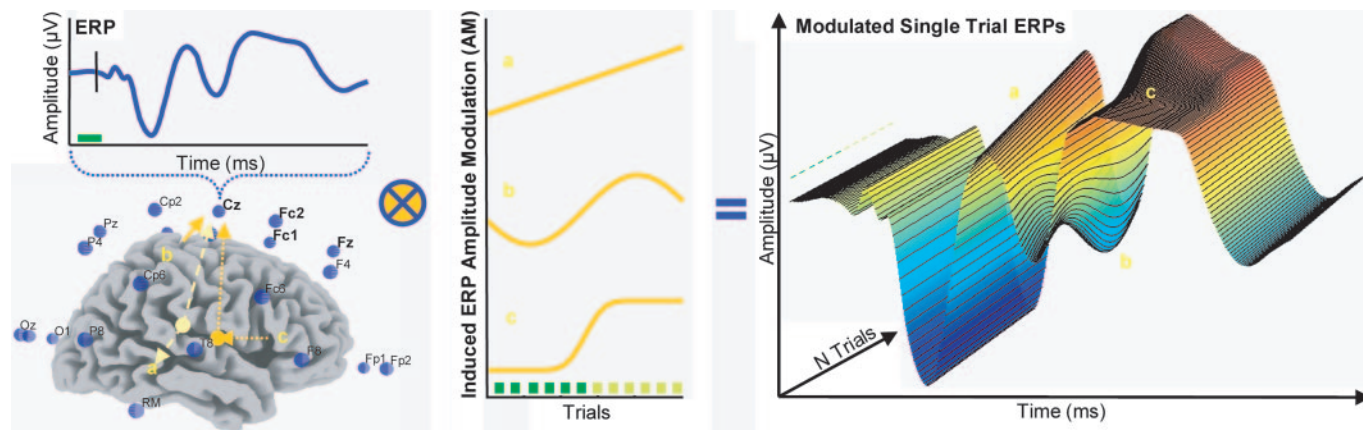 ERP
Amplitude (µV)
Time (ms)
Cp2
Cz
Fc2
Pz
P4
Fc1
Fz
F4
b
Cp6
Fc6
Oz
O1
P8
T8
c
F8
Fp1
Fp2
a
RM
Induced ERP Amplitude Modulation (AM)
a
b
c
Trials
Modulated Single Trial ERPs
Amplitude (µV)
a
c
b
N Trials
Time (ms)